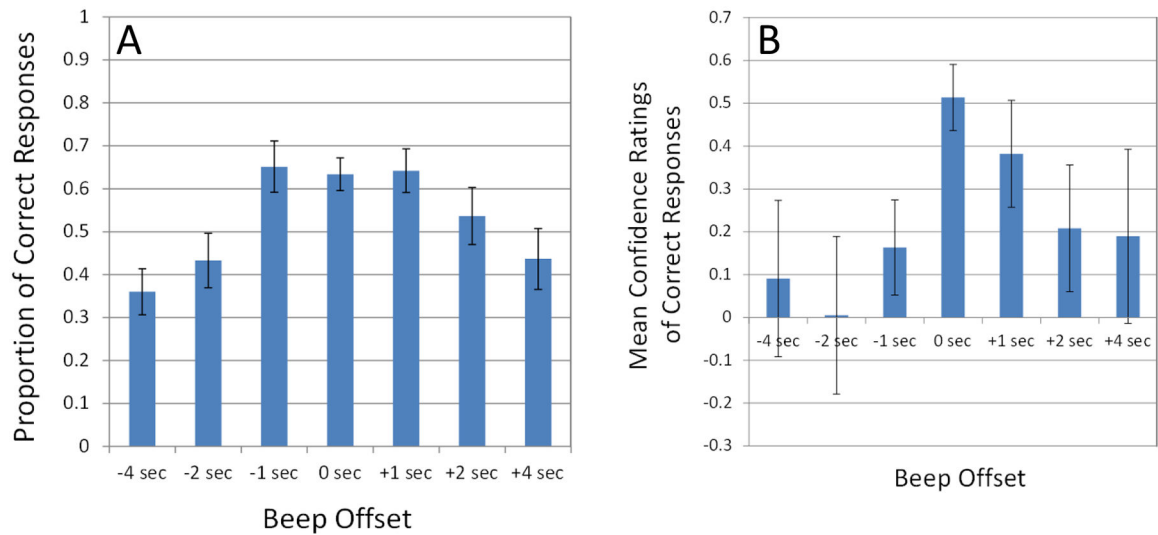 A
Proportion of Correct Responses
1
0.9
0.8
0.7
0.6
0.5
0.4
0.3
0.2
0.1
0
-4 sec -2 sec -1 sec 0 sec +1 sec +2 sec +4 sec
Beep Offset
B
Mean Confidence Ratings
of Correct Responses
0.7
0.6
0.5
0.4
0.3
0.2
0.1
0
-0.1
-0.2
-0.3
-4 sec -2 sec -1 sec 0 sec +1 sec +2 sec +4 sec
Beep Offset